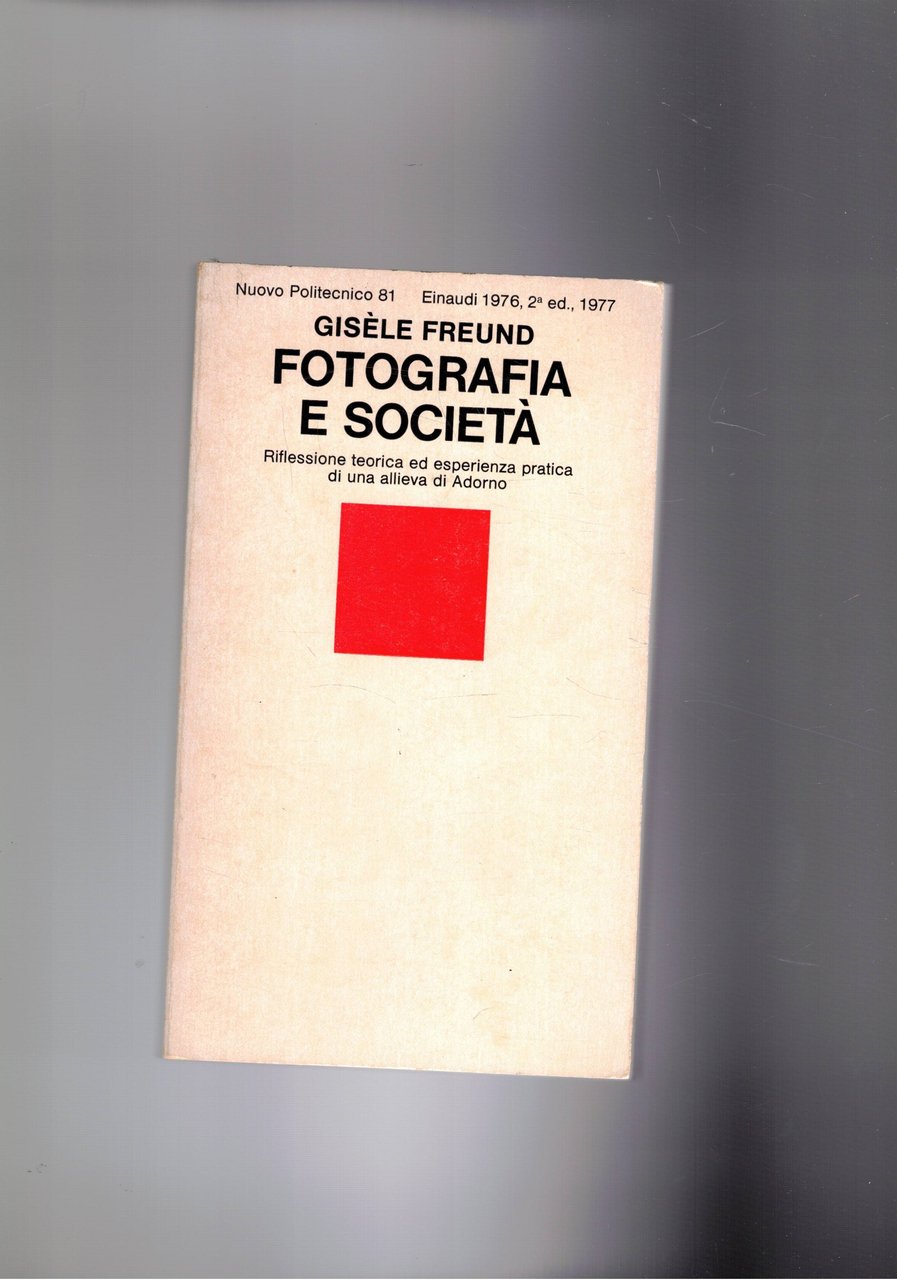 Nuovo Politecnico 81 Einaudi 1976, 2ª ed., 1977
GISÈLE FREUND
FOTOGRAFIA
E SOCIETÀ
Riflessione teorica ed esperienza pratica
di una allieva di Adorno